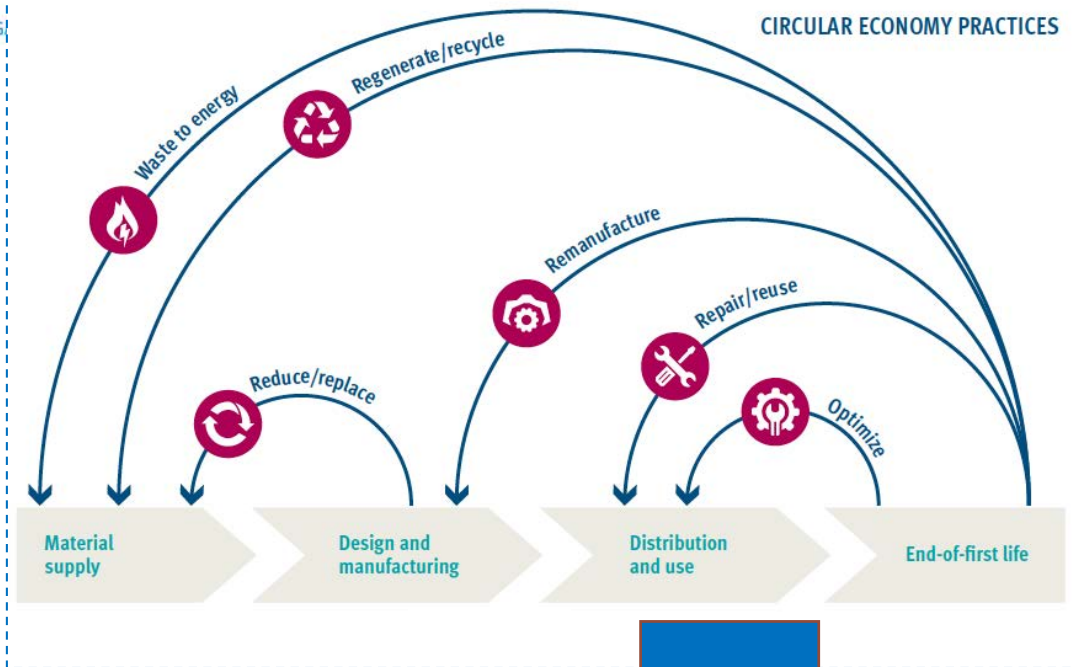 CIRCULAR ECONOMY PRACTICES
Waste to energy
Regenerate/recycle
Remanufacture
Repair/reuse
Reduce/replace
Optimize
Material
supply
Design and
manufacturing
Distribution
and use
End-of-first life